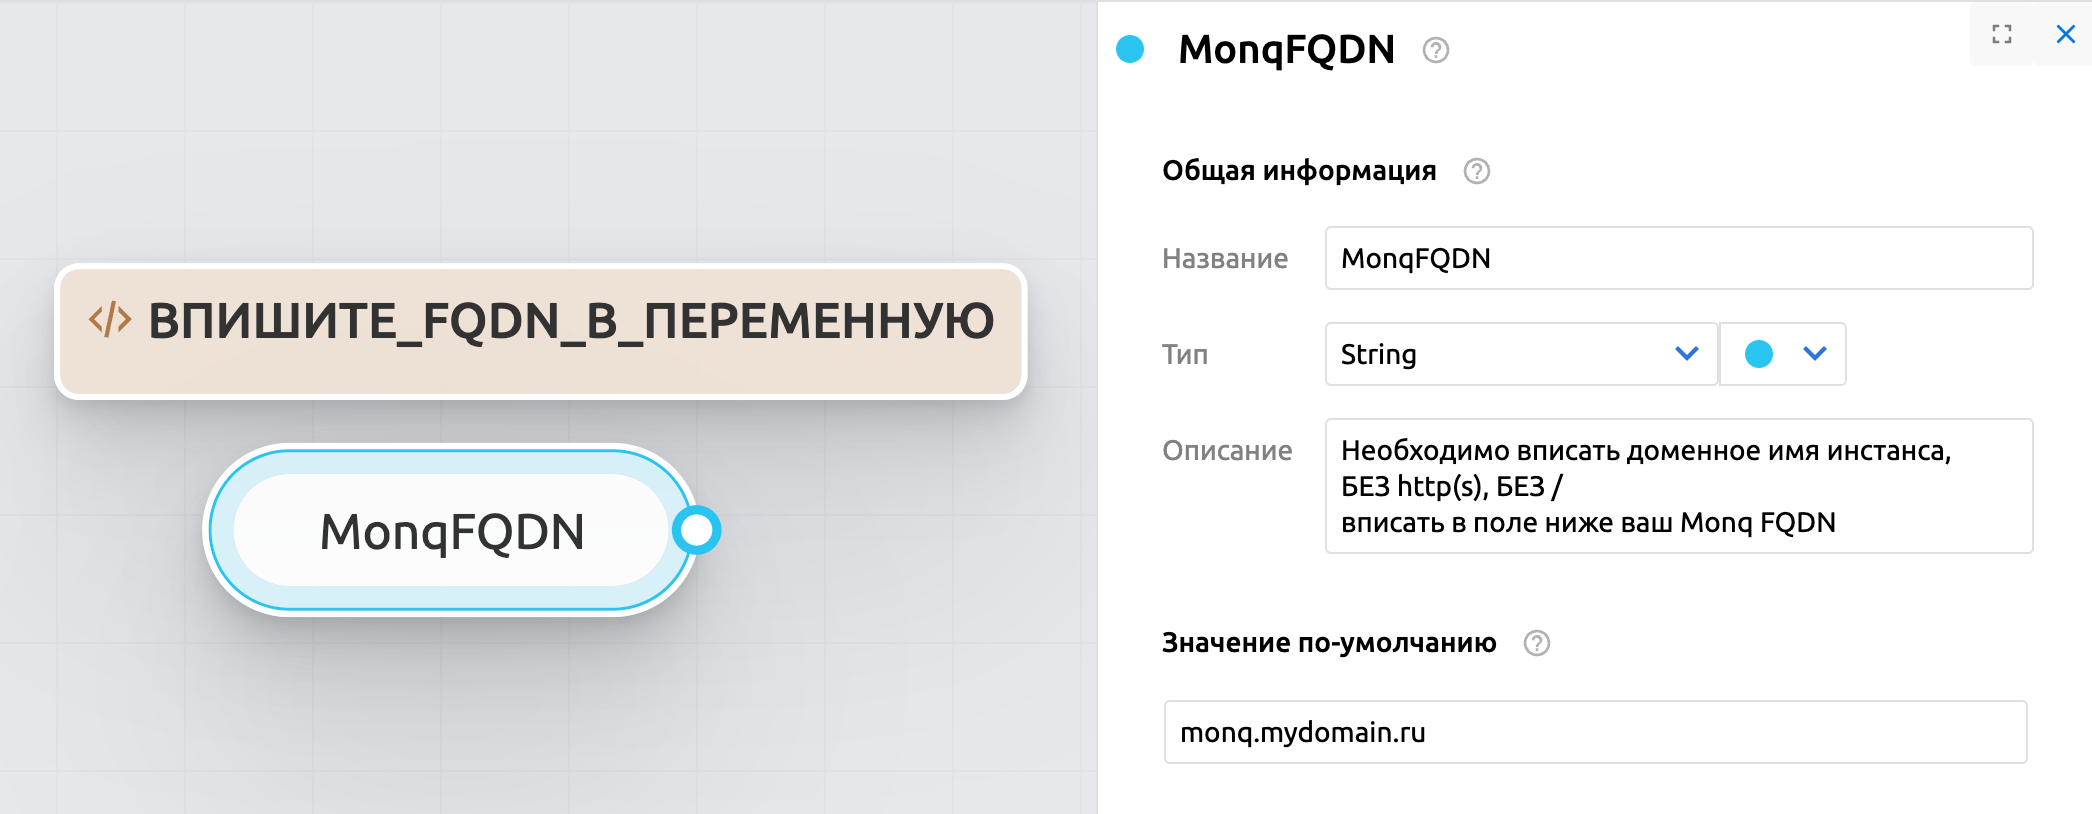 </> ВПИШИТЕ_FQDN_В_ПЕРЕМЕННУЮ
MonqFQDN
MonqFQDN
Общая информация
Название
MonqFQDN
Тип
String
Описание
Необходимо вписать доменное имя инстанса,
БЕЗ http(s), БЕЗ /
вписать в поле ниже ваш Monq FQDN
Значение по-умолчанию
monq.mydomain.ru